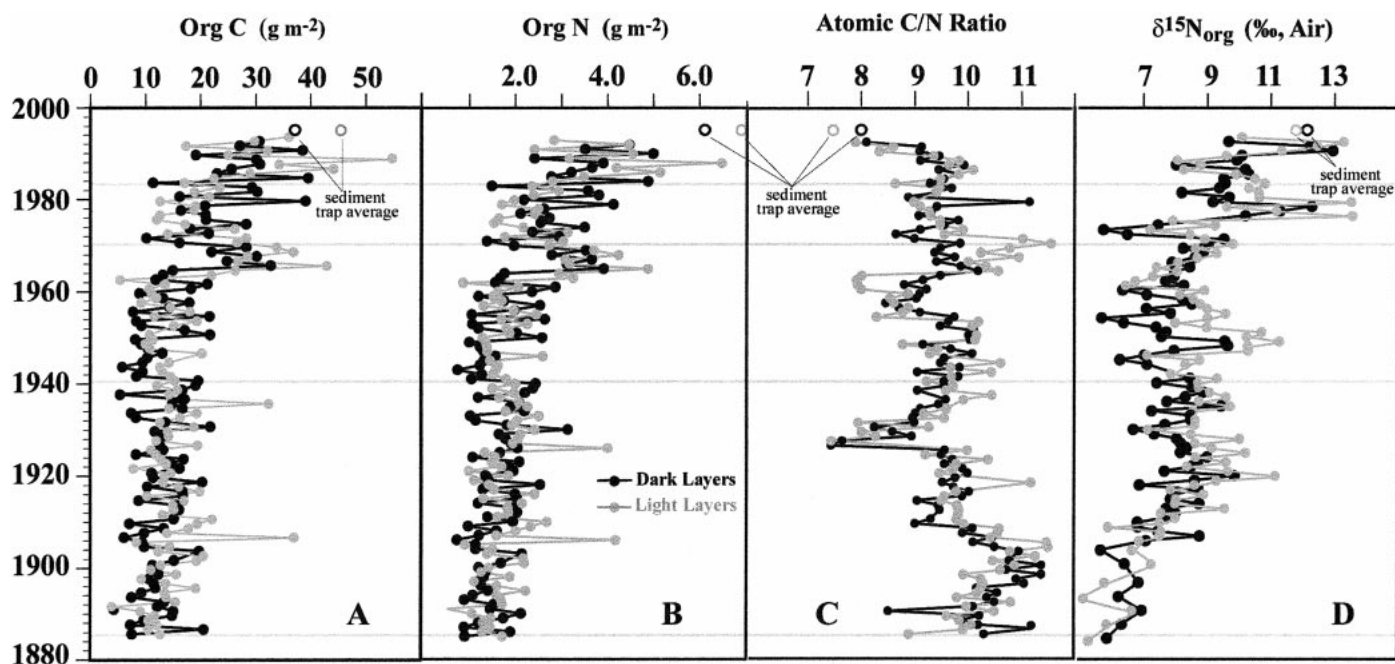 Org C (g m-2)
Org N (g m-2)
Atomic C/N Ratio
δ15Norg (‰, Air)
0 10 20 30 40 50
2.0 4.0 6.0
7 8 9 10 11
7 9 11 13
2000
1980
1960
1940
1920
1900
1880
sediment
trap average
sediment
trap average
sediment
trap average
Dark Layers
Light Layers
A
B
C
D